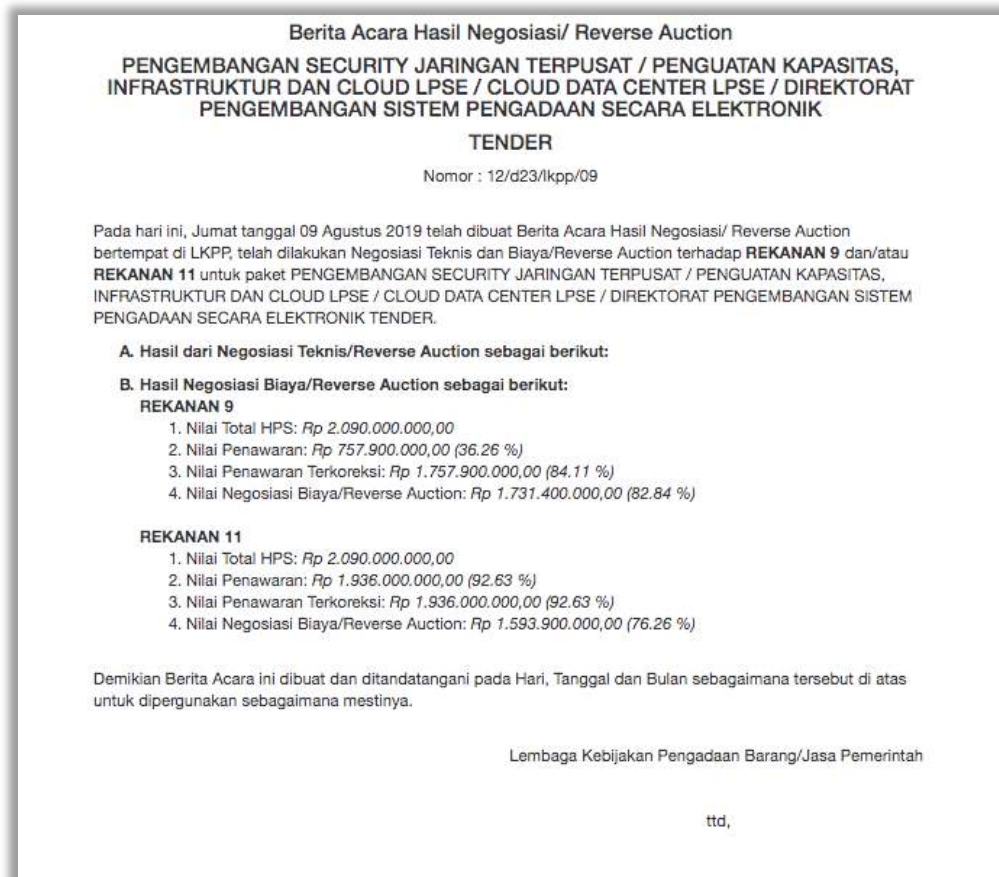 Berita Acara Hasil Negosiasi/ Reverse Auction
PENGEMBANGAN SECURITY JARINGAN TERPUSAT / PENGUATAN KAPASITAS,
INFRASTRUKTUR DAN CLOUD LPSE / CLOUD DATA CENTER LPSE / DIREKTORAT
PENGEMBANGAN SISTEM PENGADAAN SECARA ELEKTRONIK
TENDER
Nomor : 12/d23/lkpp/09
Pada hari ini, Jumat tanggal 09 Agustus 2019 telah dibuat Berita Acara Hasil Negosiasi/ Reverse Auction
bertempat di LKPP, telah dilakukan Negosiasi Teknis dan Biaya/Reverse Auction terhadap REKANAN 9 dan/atau
REKANAN 11 untuk paket PENGEMBANGAN SECURITY JARINGAN TERPUSAT / PENGUATAN KAPASITAS,
INFRASTRUKTUR DAN CLOUD LPSE / CLOUD DATA CENTER LPSE / DIREKTORAT PENGEMBANGAN SISTEM
PENGADAAN SECARA ELEKTRONIK TENDER.
A. Hasil dari Negosiasi Teknis/Reverse Auction sebagai berikut:
B. Hasil Negosiasi Biaya/Reverse Auction sebagai berikut:
REKANAN 9
1. Nilai Total HPS: Rp 2.090.000.000,00
2. Nilai Penawaran: Rp 757.900.000,00 (36.26 %)
3. Nilai Penawaran Terkoreksi: Rp 1.757.900.000,00 (84.11 %)
4. Nilai Negosiasi Biaya/Reverse Auction: Rp 1.731.400.000,00 (82.84 %)
REKANAN 11
1. Nilai Total HPS: Rp 2.090.000.000,00
2. Nilai Penawaran: Rp 1.936.000.000,00 (92.63 %)
3. Nilai Penawaran Terkoreksi: Rp 1.936.000.000,00 (92.63 %)
4. Nilai Negosiasi Biaya/Reverse Auction: Rp 1.593.900.000,00 (76.26 %)
Demikian Berita Acara ini dibuat dan ditandatangani pada Hari, Tanggal dan Bulan sebagaimana tersebut di atas
untuk dipergunakan sebagaimana mestinya.
Lembaga Kebijakan Pengadaan Barang/Jasa Pemerintah
ttd,